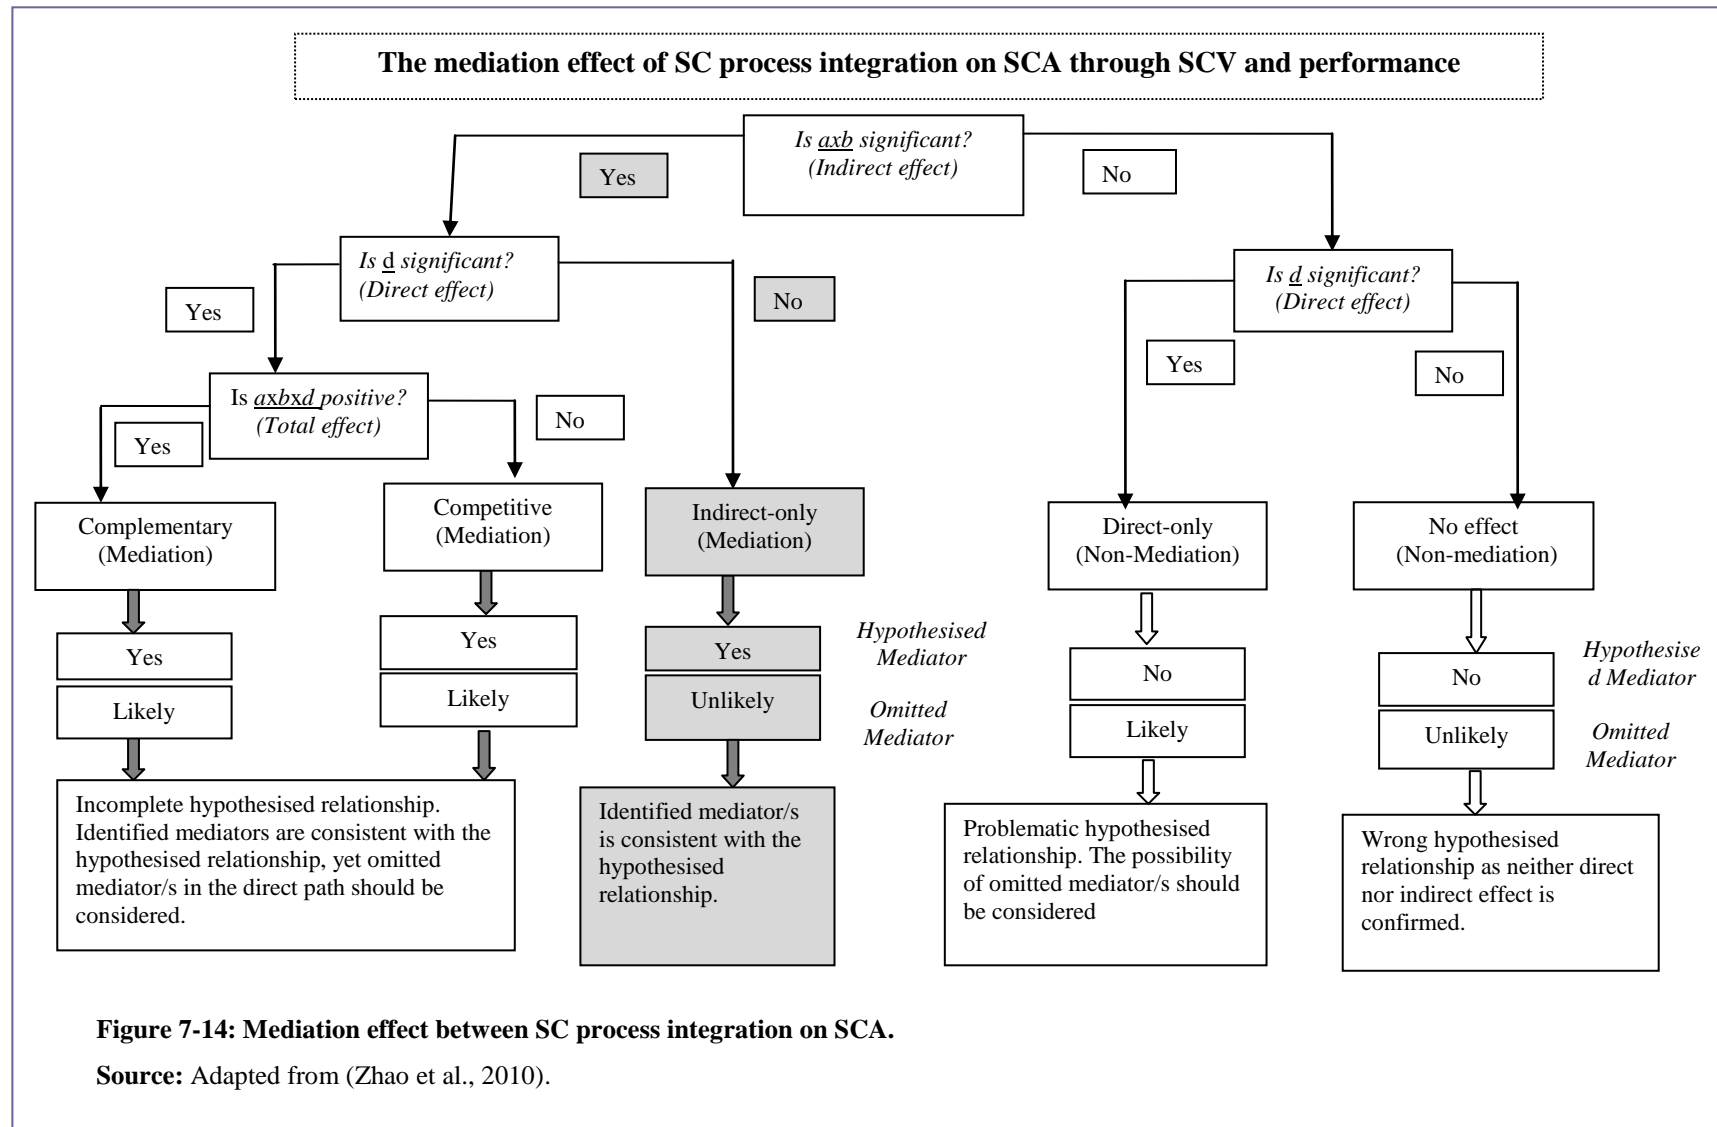 The mediation effect of SC process integration on SCA through SCV and performance
Is axb significant?
(Indirect effect)
Yes
No
Is d significant?
(Direct effect)
Is d significant?
(Direct effect)
Yes
No
Yes
No
Is axbxd positive?
(Total effect)
Yes
No
Complementary
(Mediation)
Competitive
(Mediation)
Indirect-only
(Mediation)
Direct-only
(Non-Mediation)
No effect
(Non-mediation)
Yes
Likely
Yes
Likely
Yes
Unlikely
Hypothesised
Mediator
Omitted
Mediator
No
Likely
No
Unlikely
Hypothesise
d Mediator
Omitted
Mediator
Incomplete hypothesised relationship.
Identified mediators are consistent with the
hypothesised relationship, yet omitted
mediator/s in the direct path should be
considered.
Identified mediator/s
is consistent with the
hypothesised
relationship.
Problematic hypothesised
relationship. The possibility
of omitted mediator/s should
be considered
Wrong hypothesised
relationship as neither direct
nor indirect effect is
confirmed.
Figure 7-14: Mediation effect between SC process integration on SCA.
Source: Adapted from (Zhao et al., 2010).